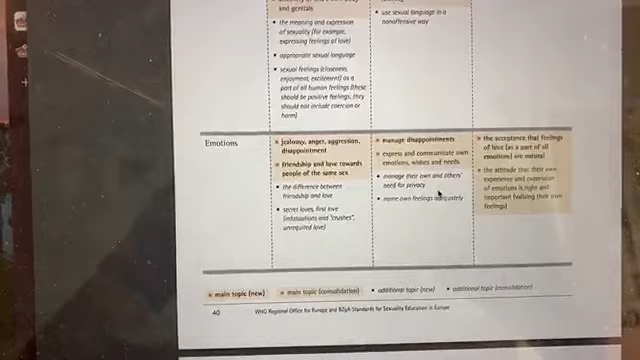 and genitals
the meaning and expression
of sexuality (for example,
expressing feelings of love)
appropriate sexual language
sexual feelings (closeness,
enjoyment, excitement) as a
part of all human feelings (these
should be positive feelings, they
should not include coercion or
harm)
use sexual language in a
nonoffensive way
Emotions
jealousy, anger, aggression,
disappointment
friendship and love towards
people of the same sex
the difference between
friendship and love
secret loves, first love
(infatuations and "crushes",
unrequited love)
manage disappointments
express and communicate own
emotions, wishes and needs
manage their own and others'
need for privacy
name own feelings adequately
the acceptance that feelings
of love (as a part of all
emotions) are natural
the attitude that their own
experience and expression
of emotions is right and
important (valuing their own
feelings)
main topic (new)
main topic (consolidation)
additional topic (new)
additional topic (consolidation)
40
WHO Regional Office for Europe and BZgA Standards for Sexuality Education in Europe